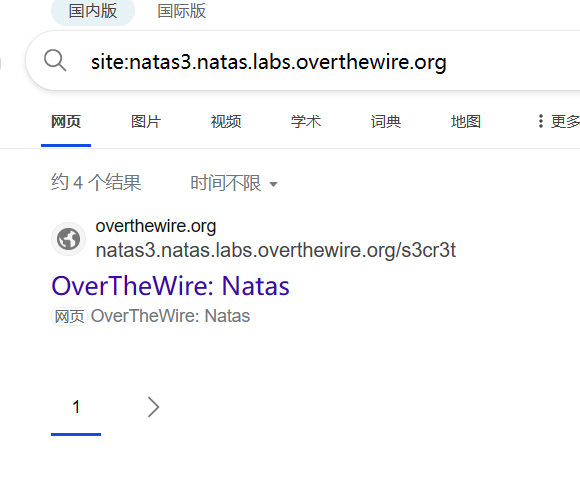 国内版 国际版
site:natas3.natas.labs.overthewire.org
网页 图片 视频 学术 词典 地图 更多
约 4 个结果 时间不限
overthewire.org
natas3.natas.labs.overthewire.org/s3cr3t
OverTheWire: Natas
网页 OverTheWire: Natas
1